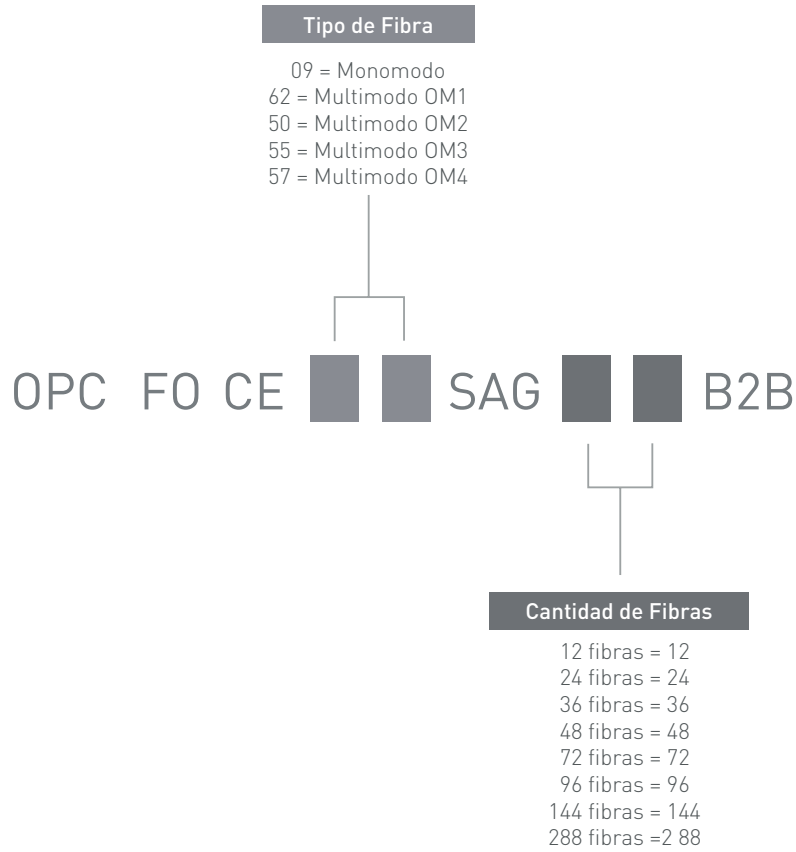 Tipo de Fibra
09 = Monomodo
62 = Multimodo OM1
50 = Multimodo OM2
55 = Multimodo OM3
57 = Multimodo OM4
OPC FO CE SAG B2B
Cantidad de Fibras
12 fibras = 12
24 fibras = 24
36 fibras = 36
48 fibras = 48
72 fibras = 72
96 fibras = 96
144 fibras = 144
288 fibras =2 88